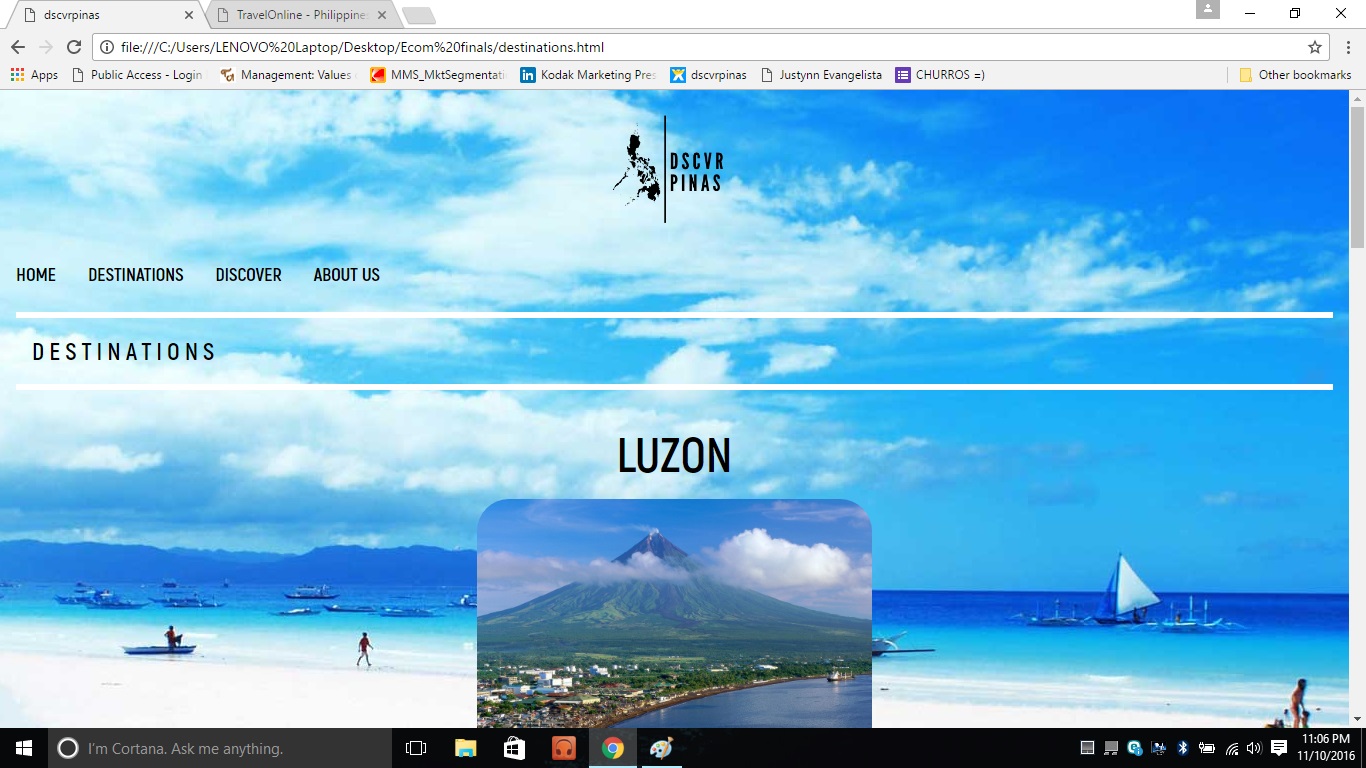 dscvrpinas
TravelOnline - Philippines
file:///C:/Users/LENOVO%20Laptop/Desktop/Ecom%20finals/destinations.html
Apps
Public Access - Login
Management: Values
MMS_MktSegmentati
Kodak Marketing Pres
dscvrpinas
Justynn Evangelista
CHURROS =)
Other bookmarks
DSCVR
PINAS
HOME
DESTINATIONS
DISCOVER
ABOUT US
DESTINATIONS
LUZON
I'm Cortana. Ask me anything.
11:06 PM
11/10/2016